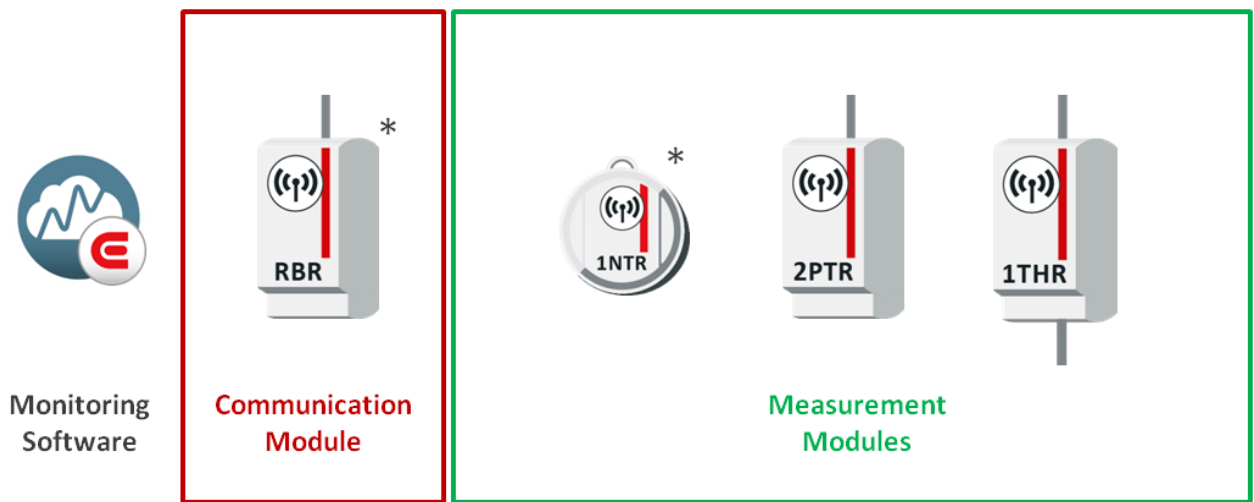 *
*
RBR
1NTR
2PTR
1THR
Monitoring
Software
Communication
Module
Measurement
Modules